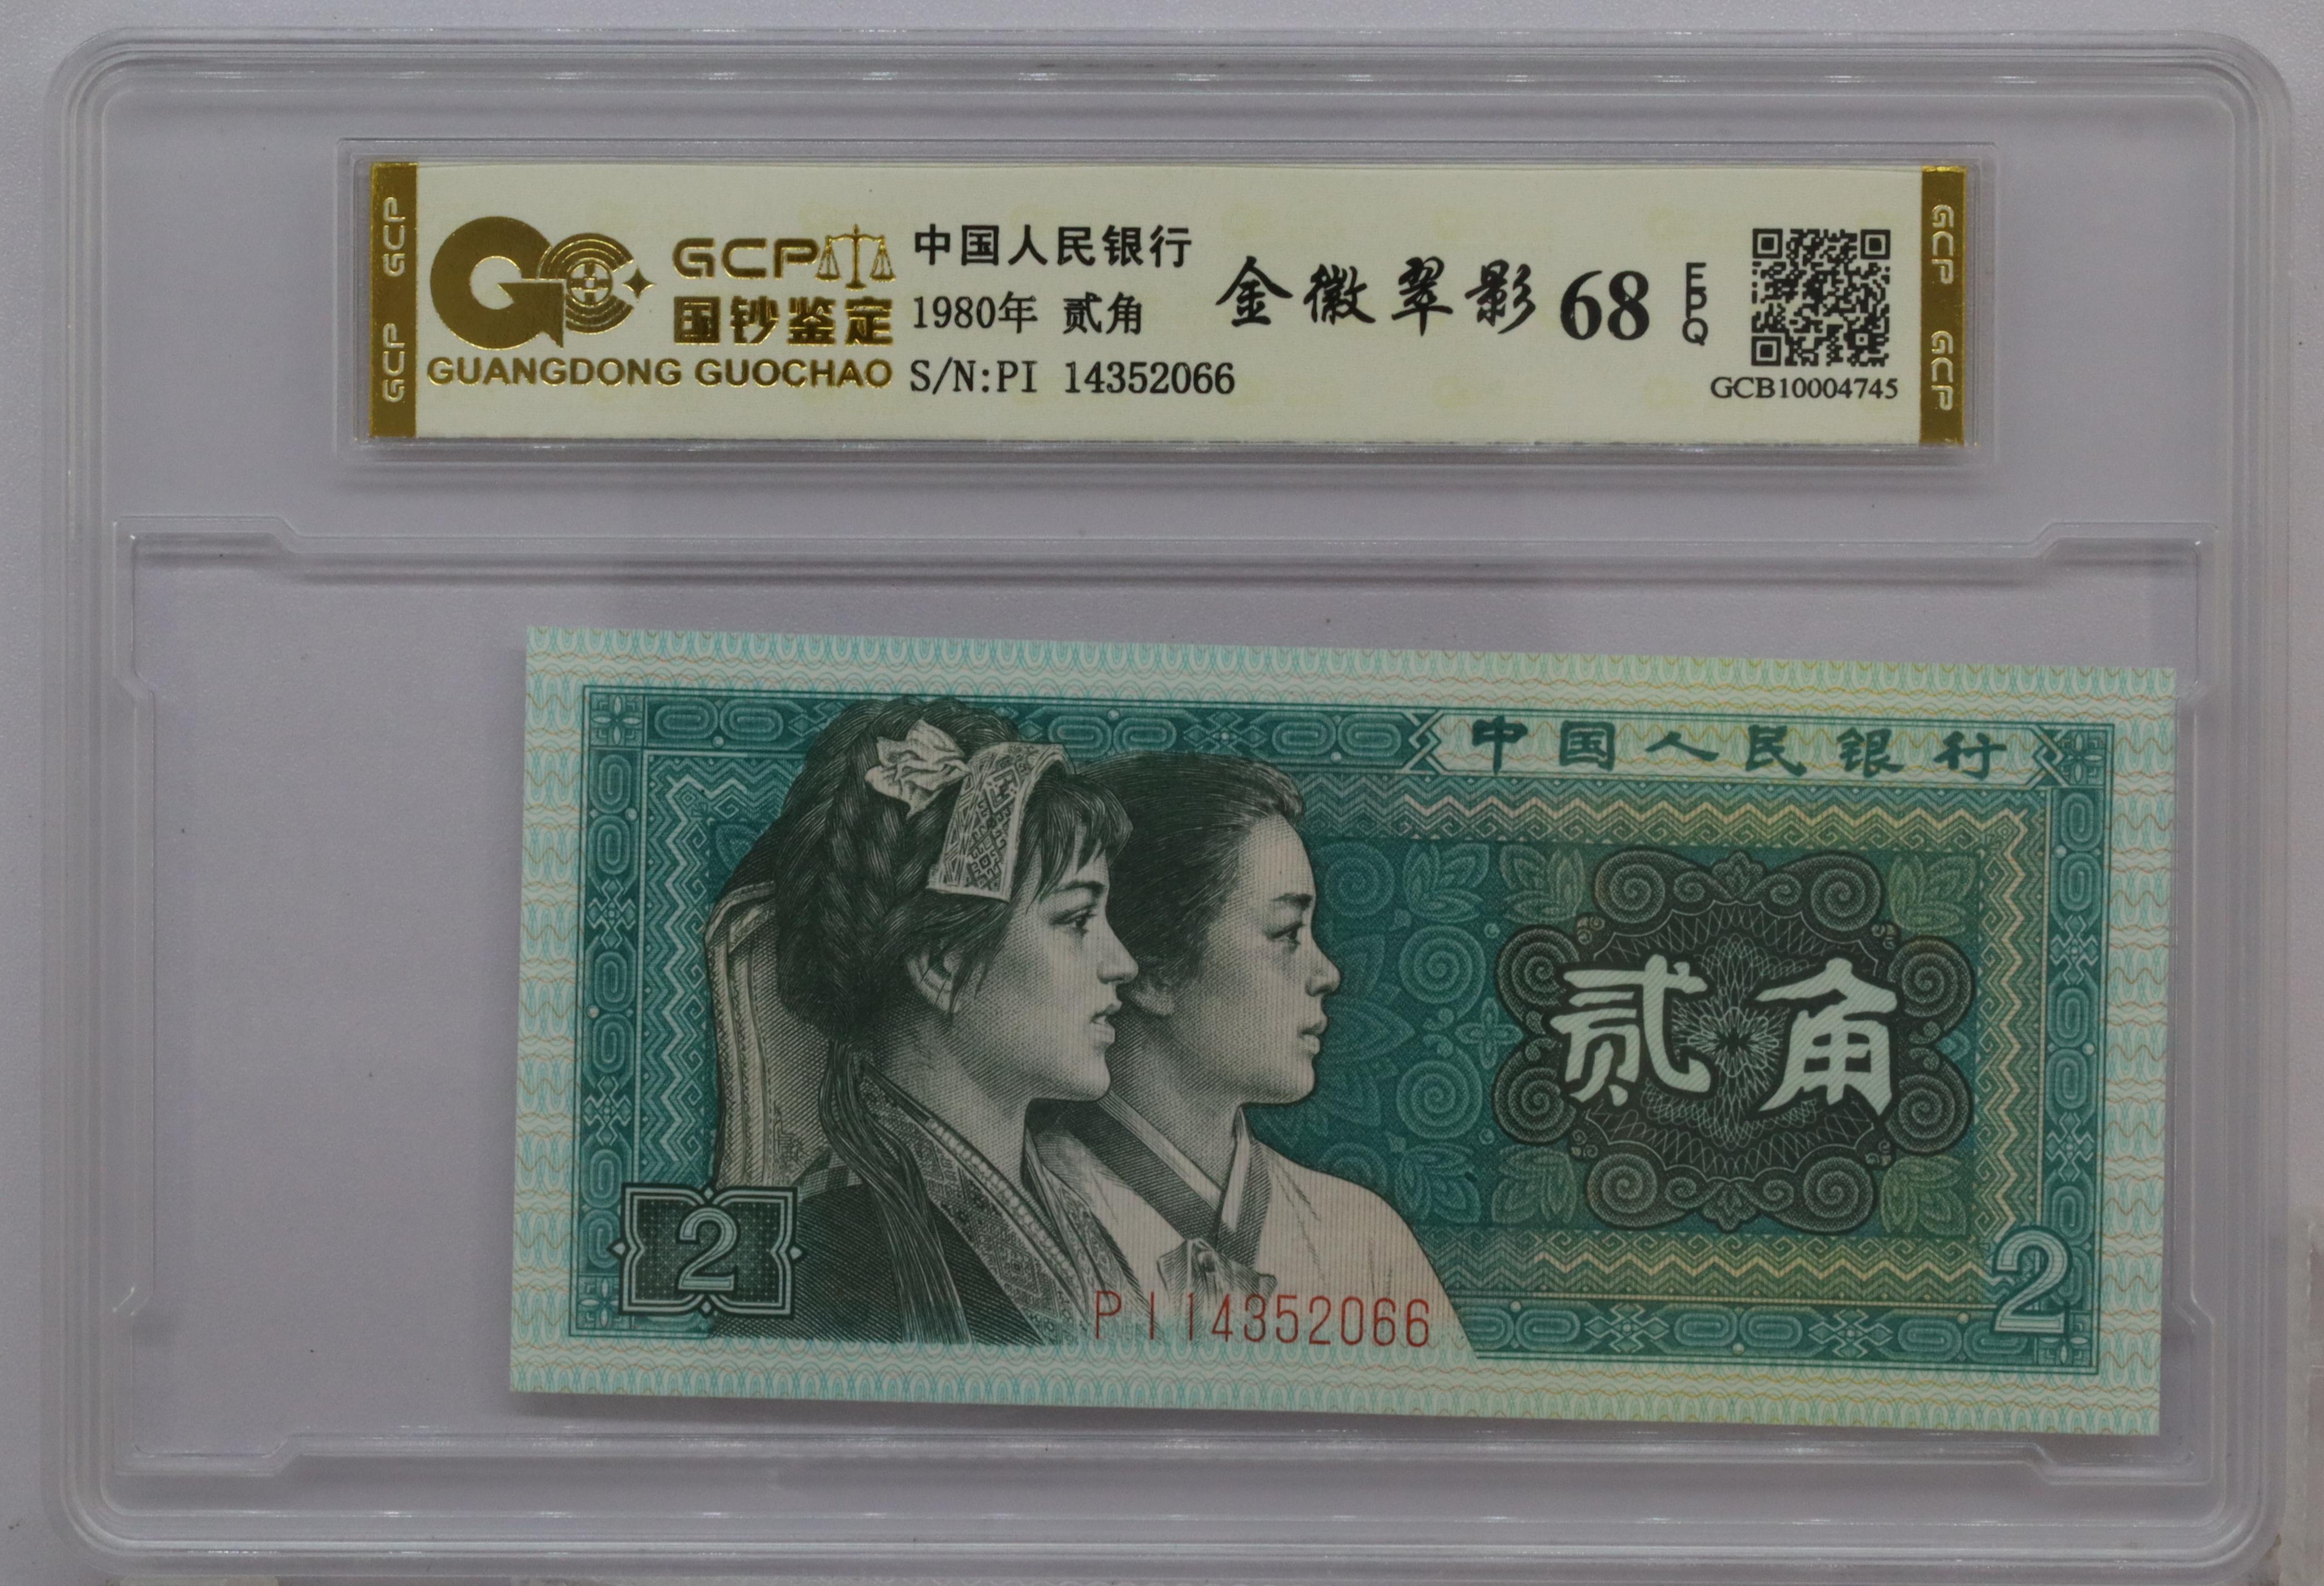 GCP GCP
GCP
国钞鉴定
GUANGDONG GUOCHAO
中国人民银行
1980年 贰角
S/N:PI 14352066
金徽翠影 68 EPQ
GCB10004745
GCP GCP
中国人民银行
贰角
2
PI14352066
2